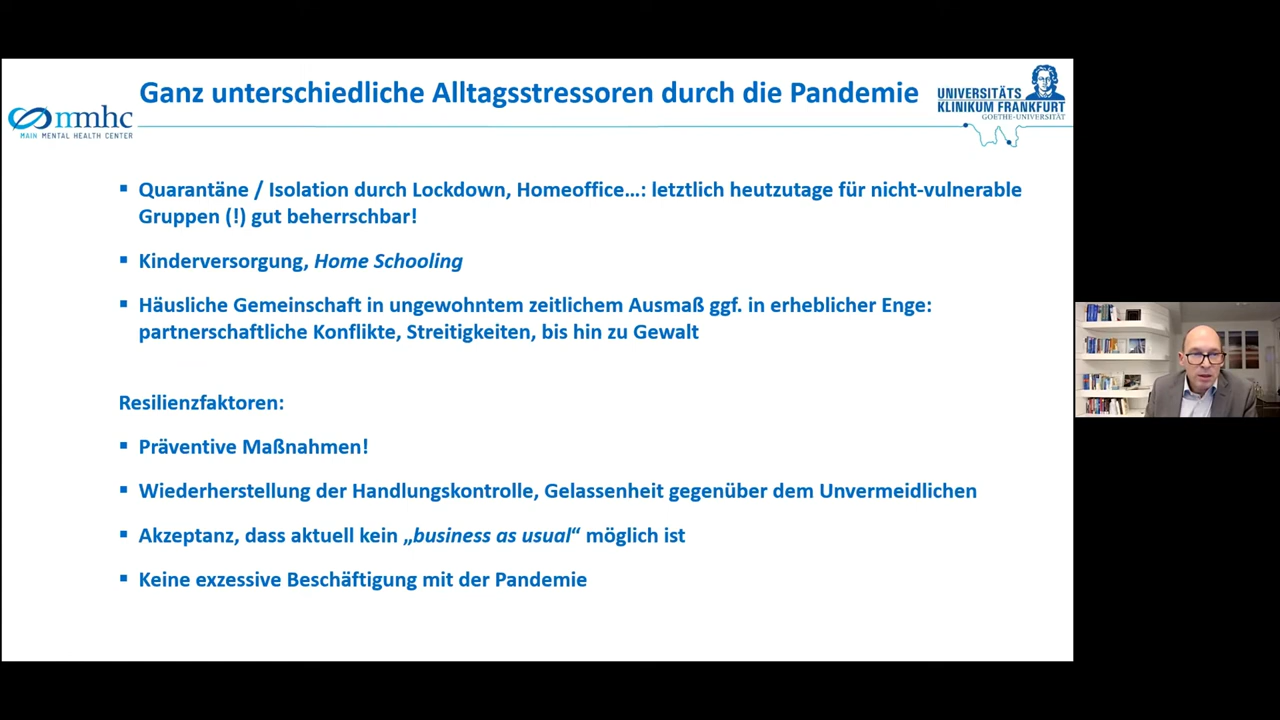 Ganz unterschiedliche Alltagsstressoren durch die Pandemie
mmhc
MAIN MENTAL HEALTH CENTER
UNIVERSITÄTS
KLINIKUM FRANKFURT
GOETHE-UNIVERSITÄT
▪ Quarantäne / Isolation durch Lockdown, Homeoffice…: letztlich heutzutage für nicht-vulnerable
Gruppen (!) gut beherrschbar!
▪ Kinderversorgung, Home Schooling
▪ Häusliche Gemeinschaft in ungewohntem zeitlichem Ausmaß ggf. in erheblicher Enge:
partnerschaftliche Konflikte, Streitigkeiten, bis hin zu Gewalt
Resilienzfaktoren:
▪ Präventive Maßnahmen!
▪ Wiederherstellung der Handlungskontrolle, Gelassenheit gegenüber dem Unvermeidlichen
▪ Akzeptanz, dass aktuell kein „business as usual“ möglich ist
▪ Keine exzessive Beschäftigung mit der Pandemie